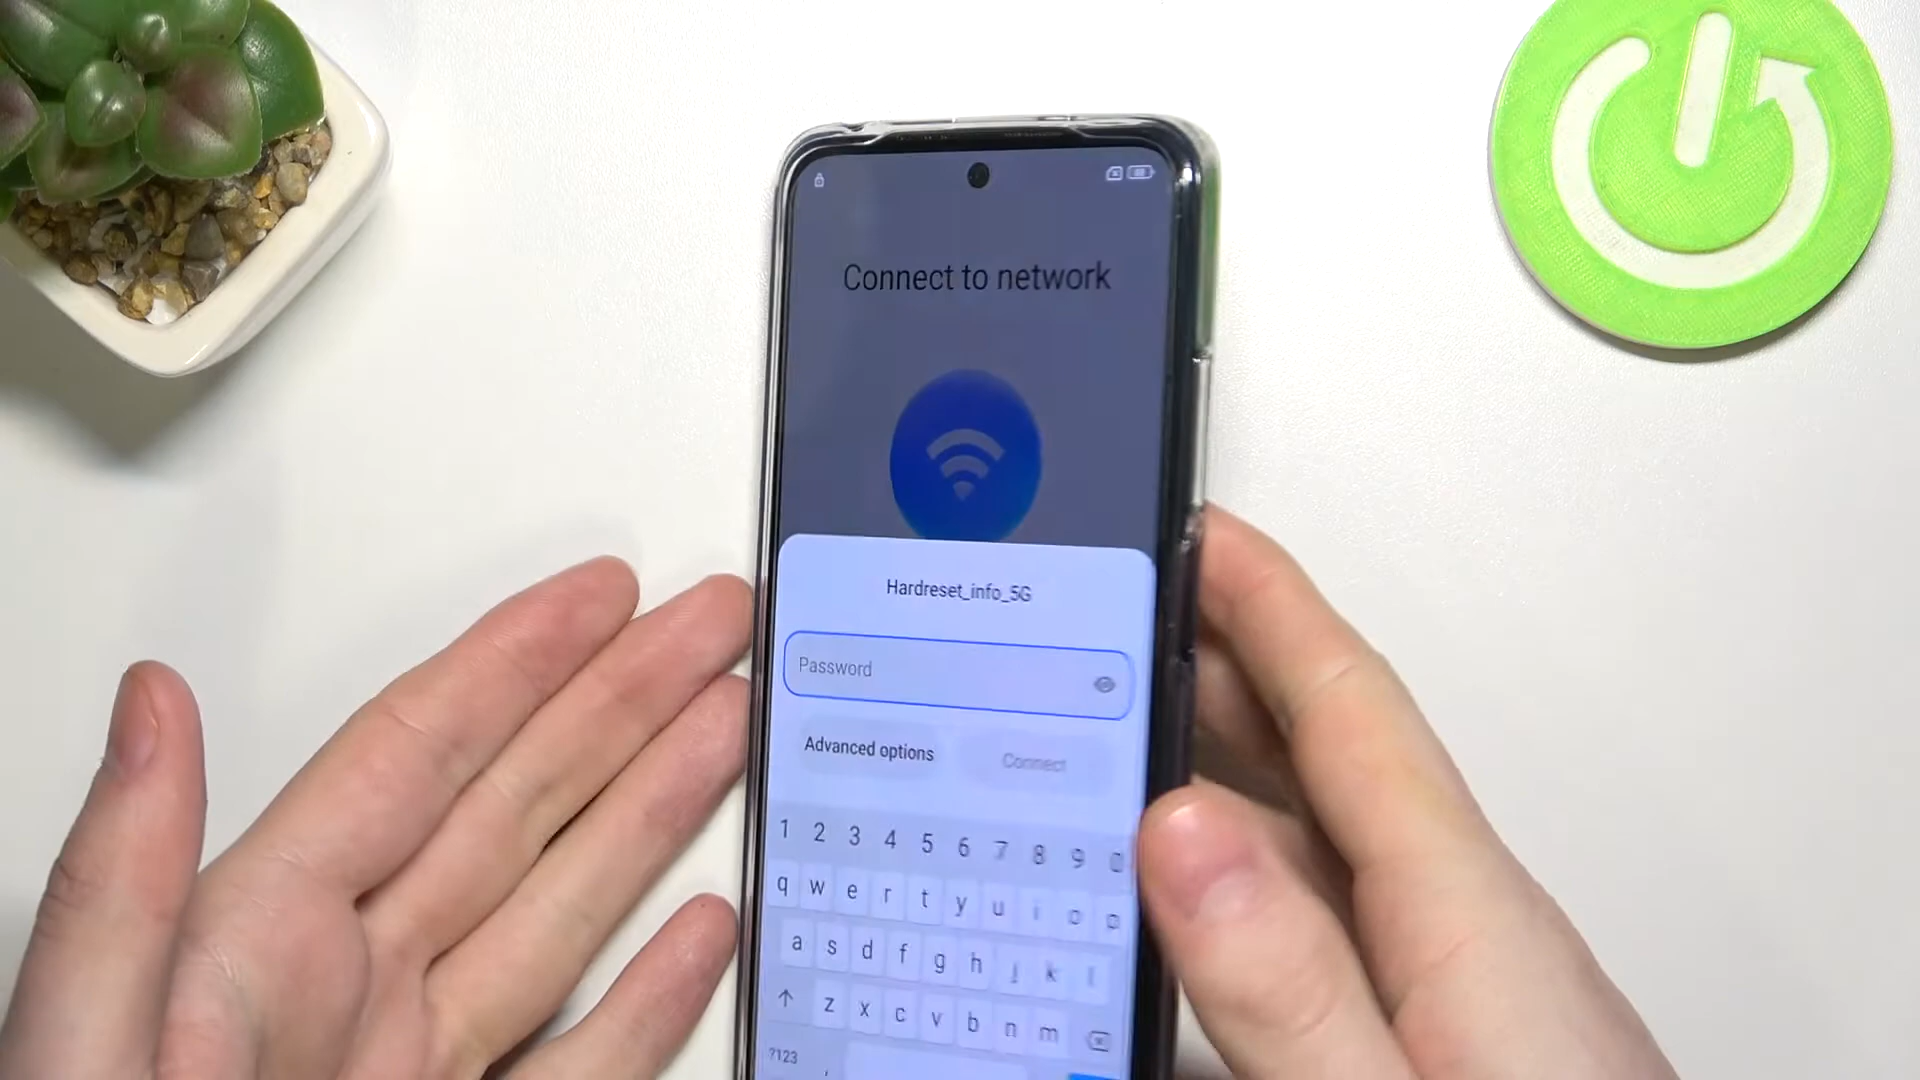 Connect to network
Hardreset_info_5G
Password
Advanced options Connect
1 2 3 4 5 6 7 8 9 0
q w e r t y u i o p
a s d f g h j k l
z x c v b n m
?123 ,